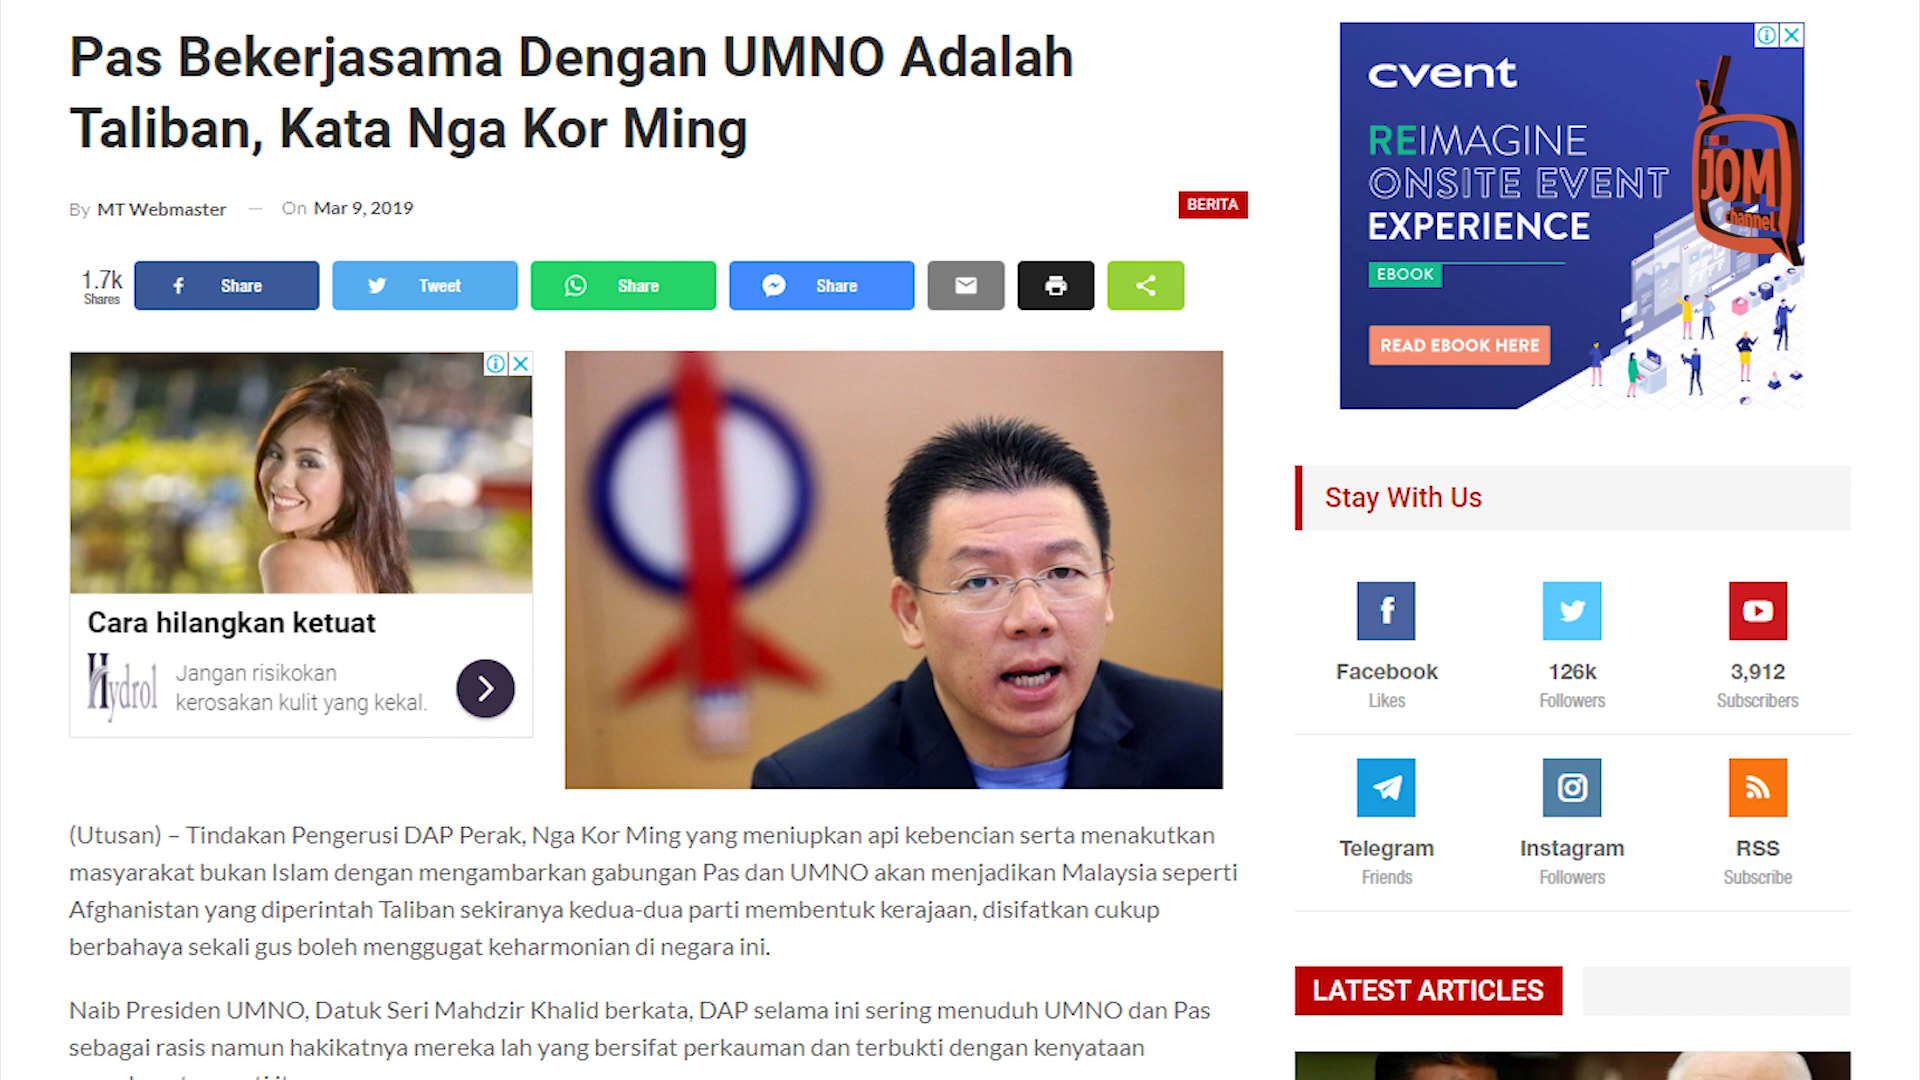 Pas Bekerjasama Dengan UMNO Adalah
Taliban, Kata Nga Kor Ming
By MT Webmaster — On Mar 9, 2019
BERITA
1.7k
Shares
Share
Tweet
Share
Share
Cara hilangkan ketuat
Hydrol
Jangan risikokan
kerosakan kulit yang kekal.
(Utusan) – Tindakan Pengerusi DAP Perak, Nga Kor Ming yang meniupkan api kebencian serta menakutkan
masyarakat bukan Islam dengan mengambarkan gabungan Pas dan UMNO akan menjadikan Malaysia seperti
Afghanistan yang diperintah Taliban sekiranya kedua-dua parti membentuk kerajaan, disifatkan cukup
berbahaya sekali gus boleh menggugat keharmonian di negara ini.
Naib Presiden UMNO, Datuk Seri Mahdzir Khalid berkata, DAP selama ini sering menuduh UMNO dan Pas
sebagai rasis namun hakikatnya mereka lah yang bersifat perkauman dan terbukti dengan kenyataan
cvent
REIMAGINE
ONSITE EVENT
EXPERIENCE
EBOOK
READ EBOOK HERE
JOM
channel
Stay With Us
Facebook
Likes
126k
Followers
3,912
Subscribers
Telegram
Friends
Instagram
Followers
RSS
Subscribe
LATEST ARTICLES